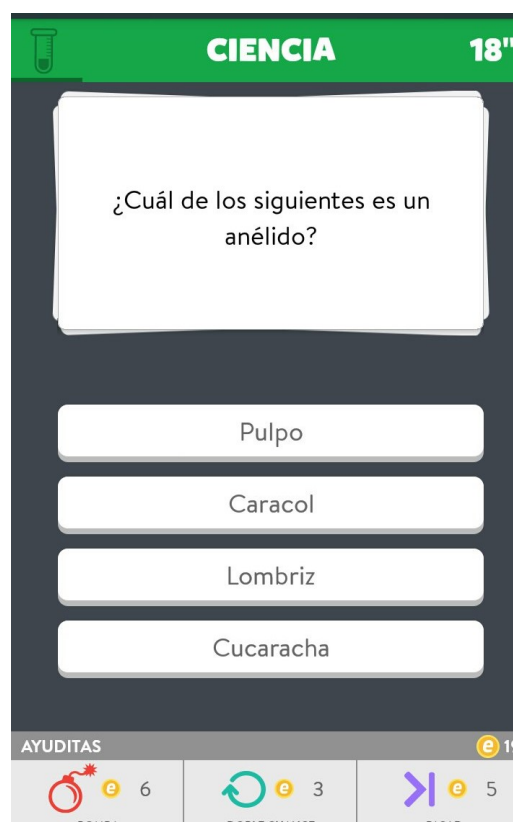 CIENCIA
18"
¿Cuál de los siguientes es un
anélido?
Pulpo
Caracol
Lombriz
Cucaracha
AYUDITAS
6
3
5